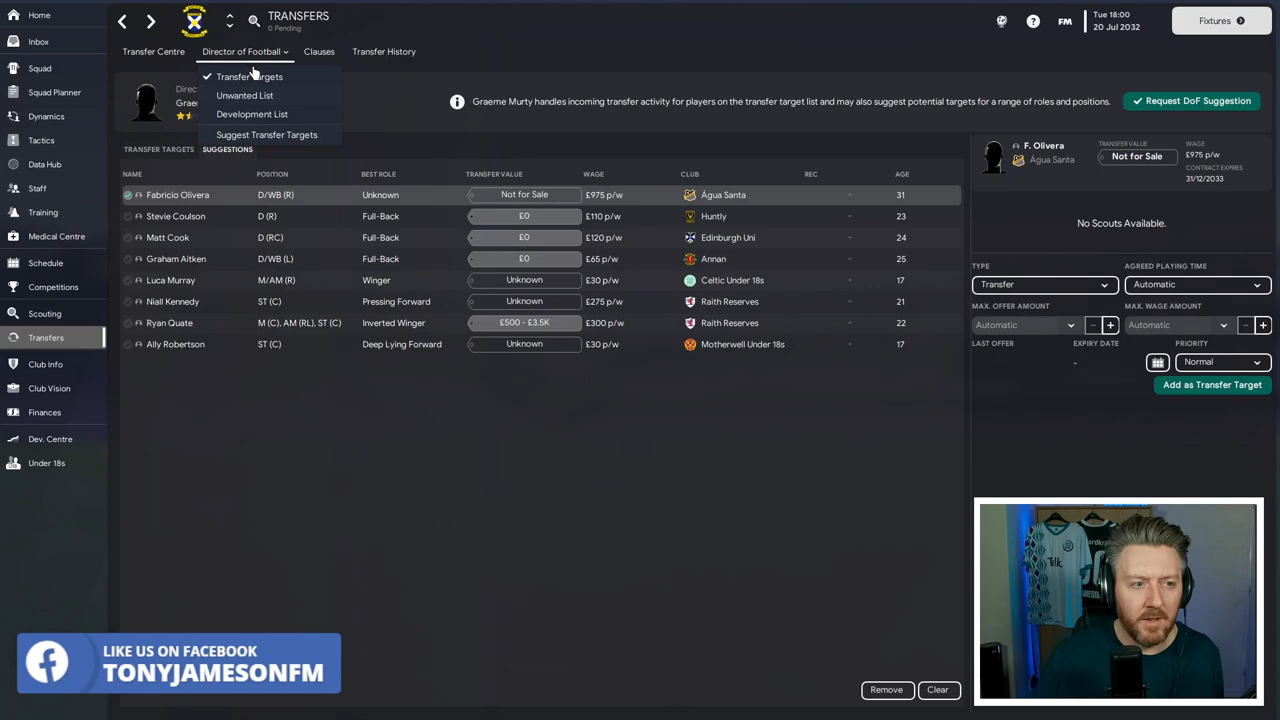 Home
Inbox
Squad
Squad Planner
Dynamics
Tactics
Data Hub
Staff
Training
Medical Centre
Schedule
Competitions
Scouting
Transfers
Club Info
Club Vision
Finances
Dev. Centre
Under 18s
TRANSFERS
0 Pending
FM
Tue 18:00
20 Jul 2032
Fixtures
Transfer Centre
Director of Football
Clauses
Transfer History
Transfer Targets
Unwanted List
Development List
Suggest Transfer Targets
Graeme Murty handles incoming transfer activity for players on the transfer target list and may also suggest potential targets for a range of roles and positions.
Request DoF Suggestion
TRANSFER TARGETS SUGGESTIONS
NAME POSITION BEST ROLE TRANSFER VALUE WAGE CLUB REC AGE
Fabricio Olivera D/WB (R) Unknown Not for Sale £975 p/w Água Santa - 31
Stevie Coulson D (R) Full-Back £0 £110 p/w Huntly - 23
Matt Cook D (RC) Full-Back £0 £120 p/w Edinburgh Uni - 24
Graham Aitken D/WB (L) Full-Back £0 £65 p/w Annan - 25
Luca Murray M/AM (R) Winger Unknown £30 p/w Celtic Under 18s - 17
Niall Kennedy ST (C) Pressing Forward Unknown £275 p/w Raith Reserves - 21
Ryan Quate M (C), AM (RL), ST (C) Inverted Winger £500 - £3.5K £300 p/w Raith Reserves - 22
Ally Robertson ST (C) Deep Lying Forward Unknown £30 p/w Motherwell Under 18s - 17
F. Olivera
Água Santa
TRANSFER VALUE
Not for Sale
WAGE
£975 p/w
CONTRACT EXPIRES
31/12/2033
No Scouts Available.
TYPE AGREED PLAYING TIME
Transfer Automatic
MAX. OFFER AMOUNT MAX. WAGE AMOUNT
Automatic - + Automatic - +
LAST OFFER EXPIRY DATE PRIORITY
- Normal
Add as Transfer Target
Remove Clear
LIKE US ON FACEBOOK
TONYJAMESONFM